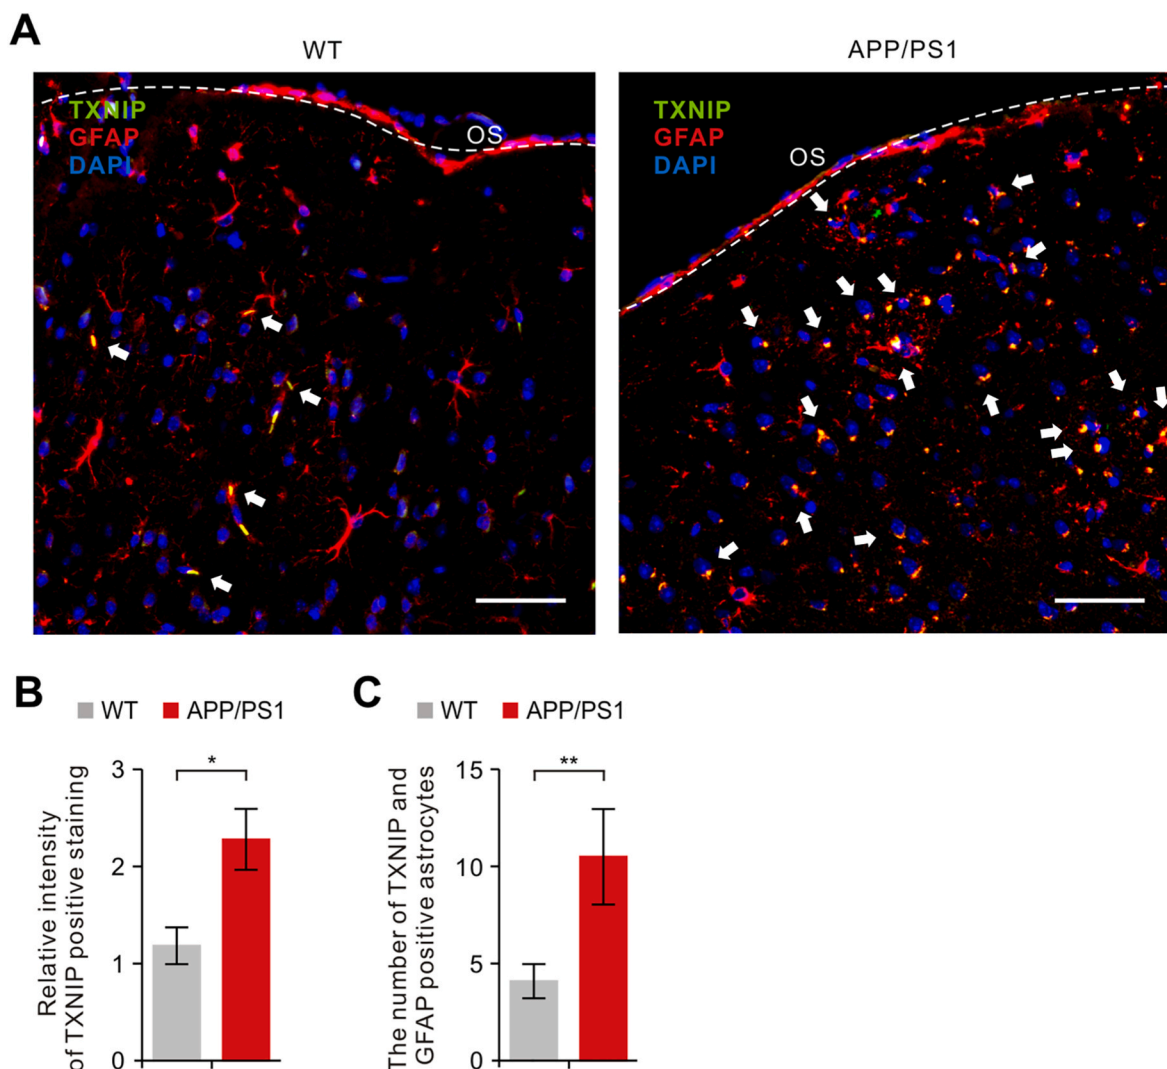 A
WT
APP/PS1
TXNIP
GFAP
DAPI
OS
TXNIP
GFAP
DAPI
OS
B
WT
APP/PS1
Relative intensity
of TXNIP positive staining
3
2
1
0
*
C
WT
APP/PS1
The number of TXNIP and
GFAP positive astrocytes
15
10
5
0
**